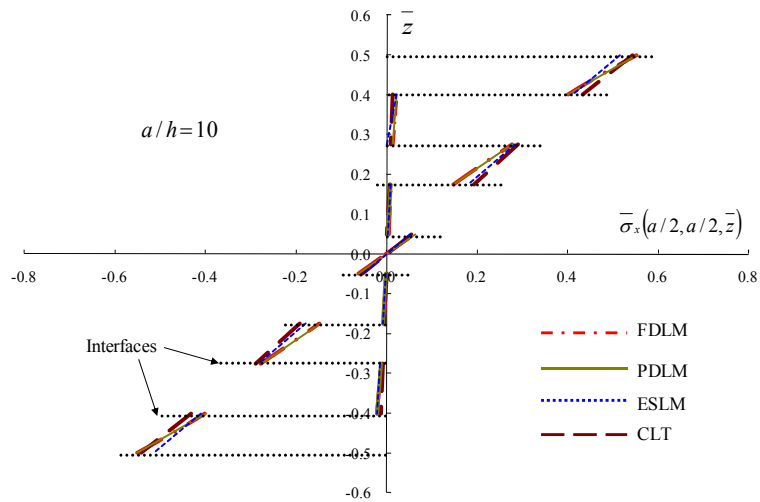 z̅
0.6
0.5
0.4
0.3
0.2
0.1
0.0
-0.1
-0.2
-0.3
-0.4
-0.5
-0.6
a/h=10
σ̅x(a/2,a/2,z̅)
-0.8
-0.6
-0.4
-0.2
0.0
0.2
0.4
0.6
0.8
Interfaces
FDLM
PDLM
ESLM
CLT